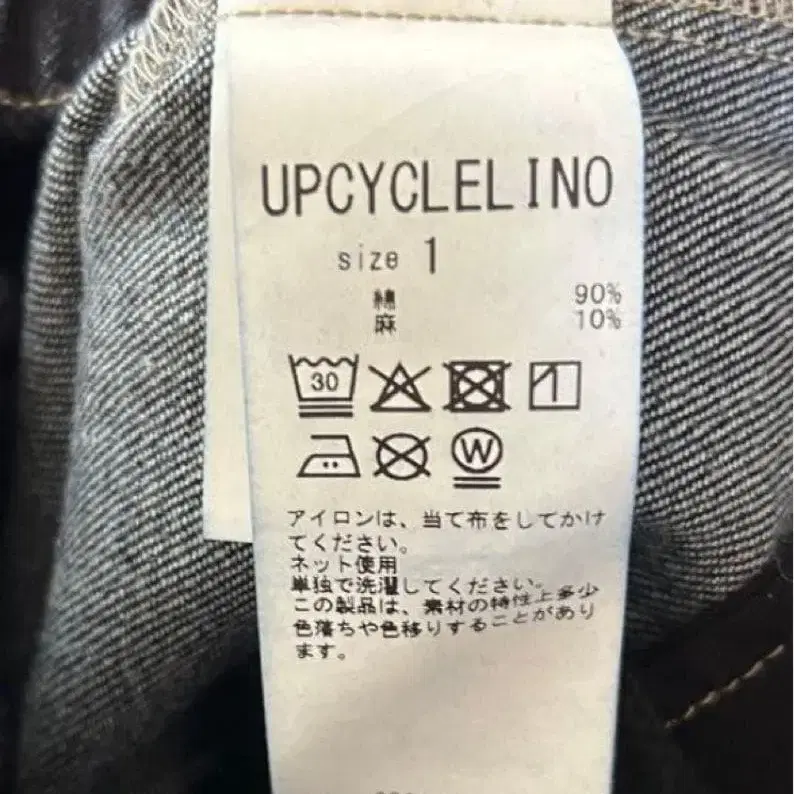 UPCYCLELINO
size 1
綿 90%
麻 10%
30
W
アイロンは、当て布をしてかけ
てください。
ネット使用
単独で洗濯してください。
この製品は、素材の特性上多少
色落ちや色移りすることがあり
ます。